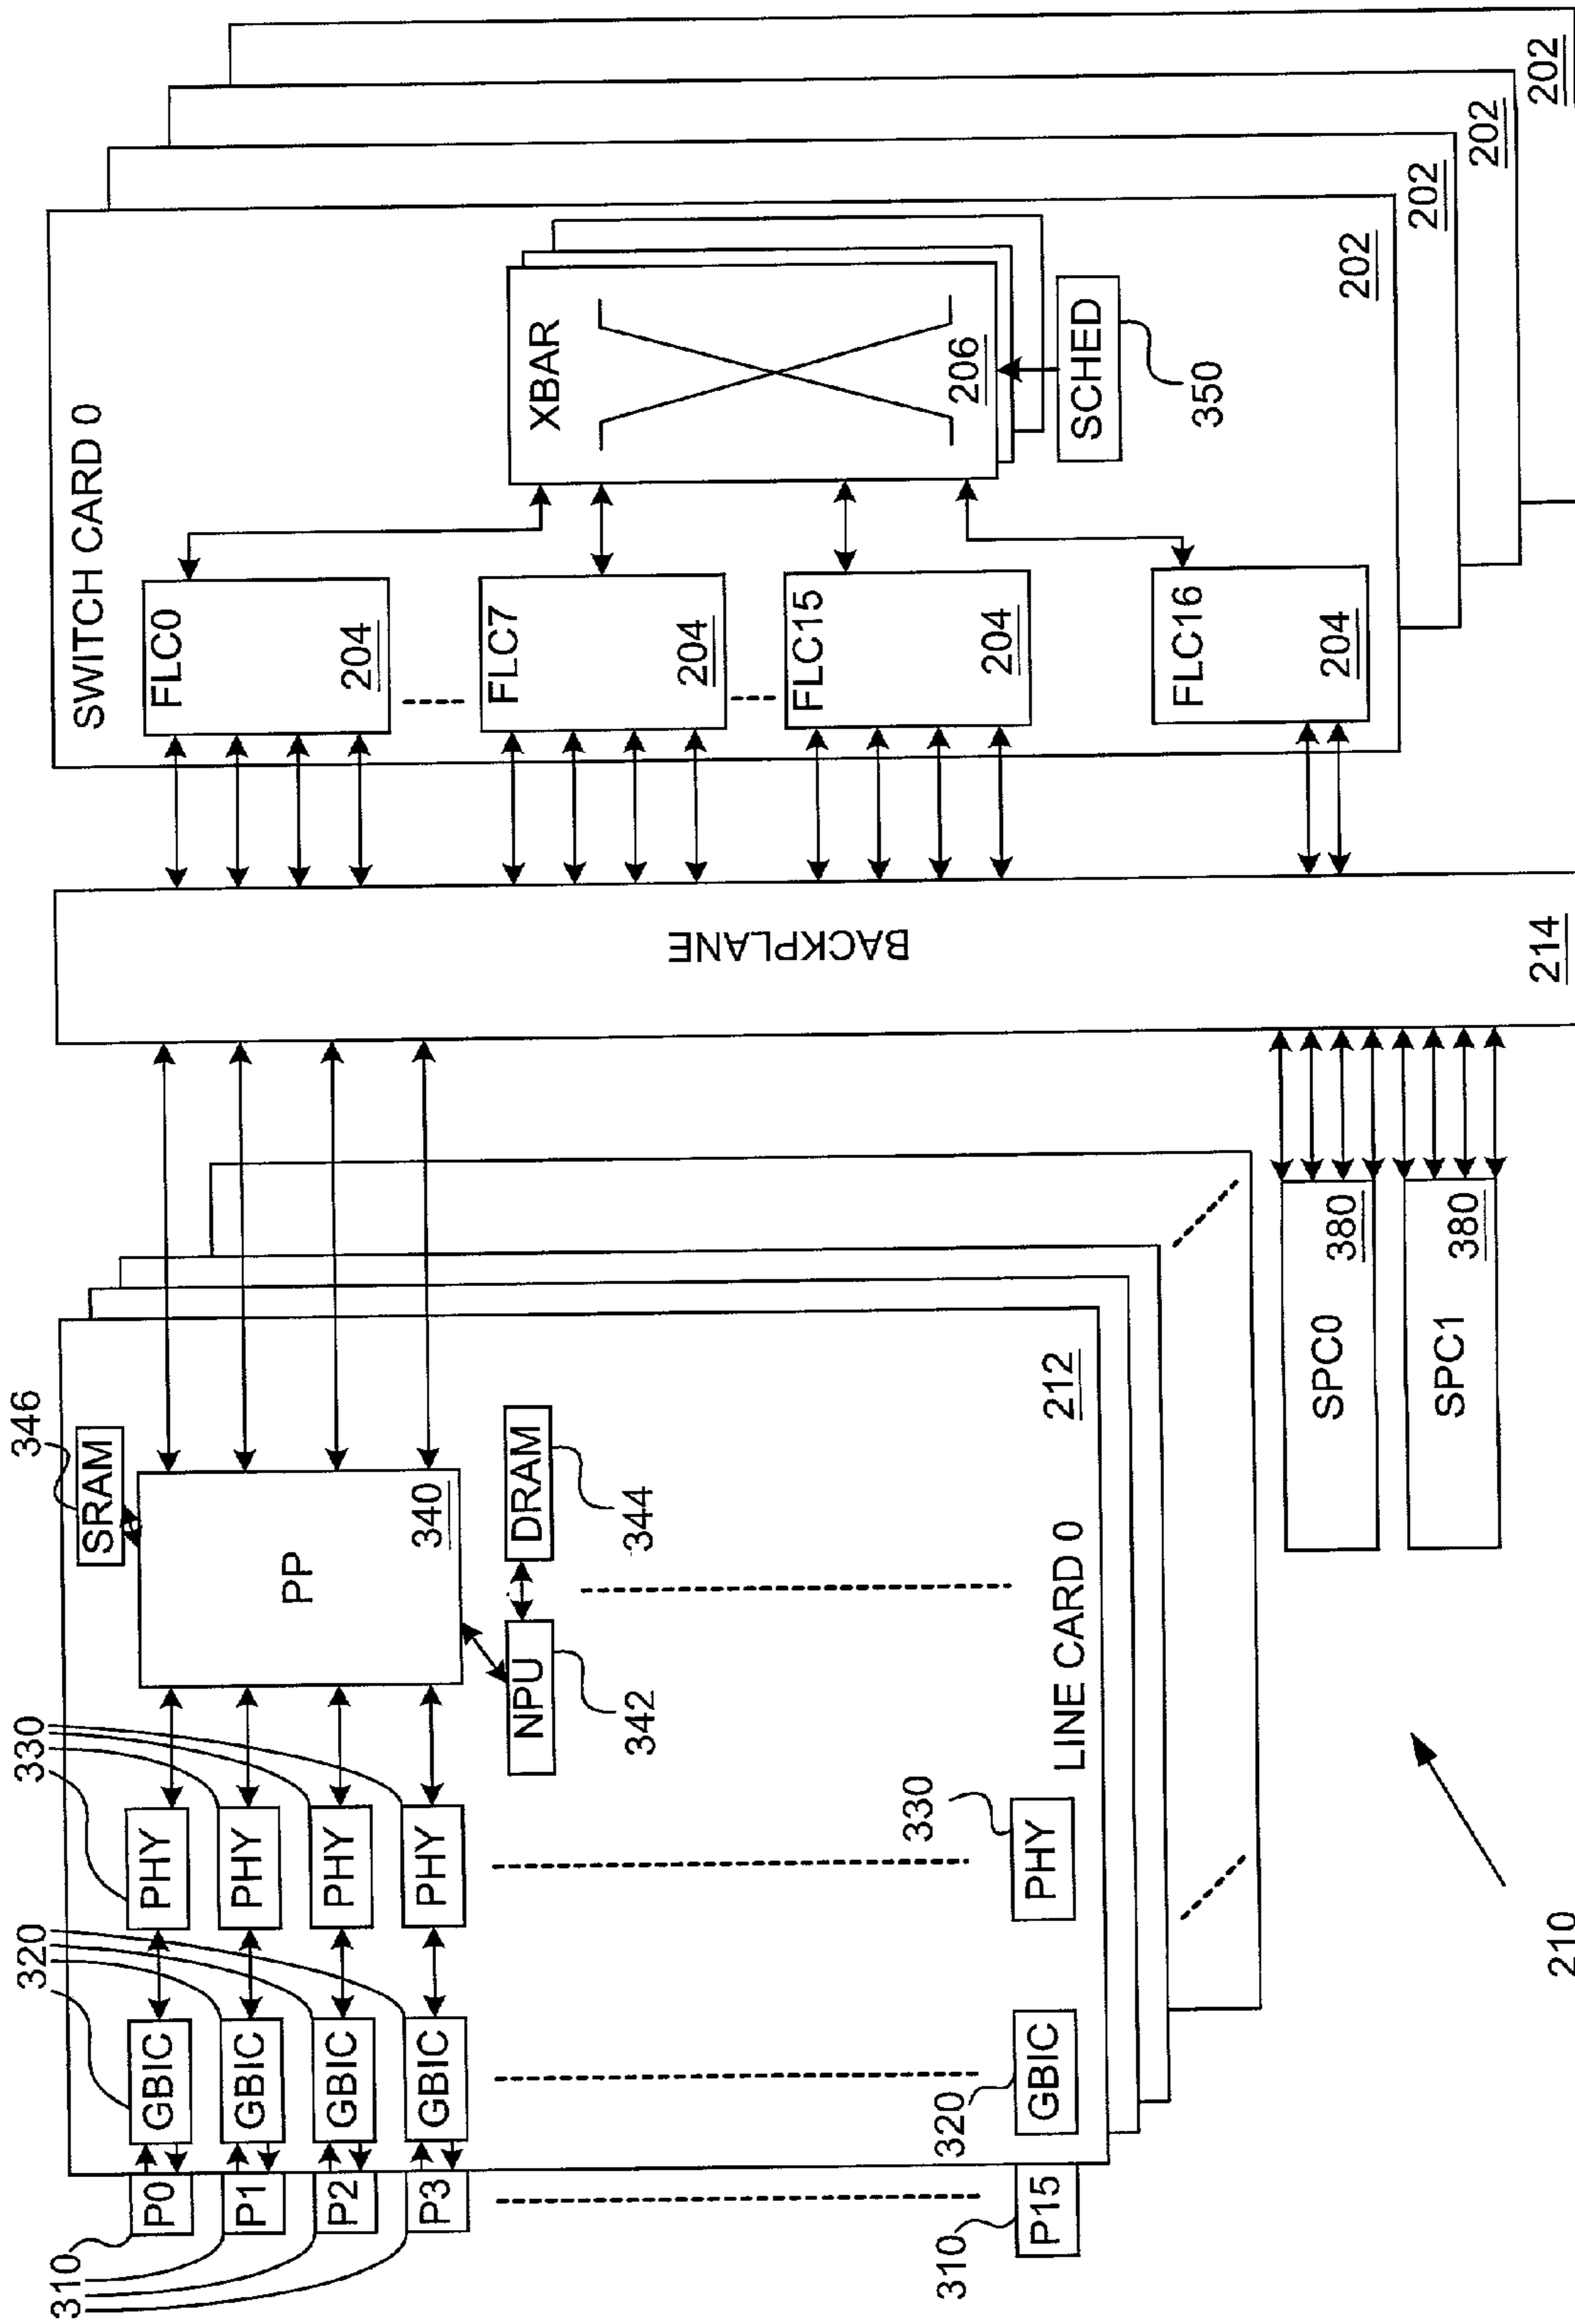 310
P0
P1
P2
P3
310
P15
320
GBIC
GBIC
GBIC
GBIC
320
GBIC
330
PHY
PHY
PHY
PHY
330
PHY
346
SRAM
PP
340
NPU
342
DRAM
344
LINE CARD 0
212
SPC0
380
SPC1
380
210
BACKPLANE
214
SWITCH CARD 0
FLC0
204
FLC7
204
FLC15
204
FLC16
204
XBAR
206
SCHED
350
202
202
202
202